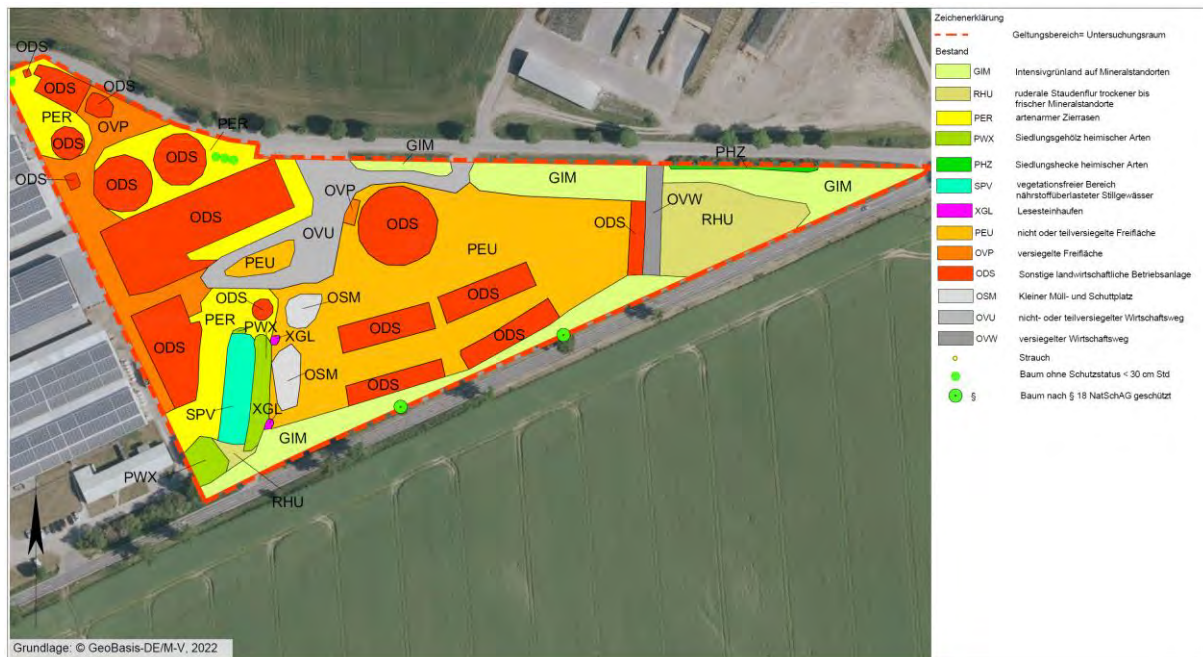 ODS
ODS
ODS
PER
OVP
PER
ODS
ODS
ODS
ODS
ODS
GIM
PHZ
GIM
GIM
OVP
OVW
ODS
ODS
RHU
OVU
PEU
PEU
ODS
PER
OSM
ODS
PWX
XGL
ODS
ODS
ODS
OSM
ODS
SPV
XGL
GIM
PWX
RHU
Grundlage: © GeoBasis-DE/M-V, 2022
Zeichenerklärung
Geltungsbereich= Untersuchungsraum
Bestand
GIM Intensivgrünland auf Mineralstandorten
RHU ruderale Staudenflur trockener bis
frischer Mineralstandorte
PER artenarmer Zierrasen
PWX Siedlungsgehölz heimischer Arten
PHZ Siedlungshecke heimischer Arten
SPV vegetationsfreier Bereich
nährstoffüberlasteter Stillgewässer
XGL Lesesteinhaufen
PEU nicht oder teilversiegelte Freifläche
OVP versiegelte Freifläche
ODS Sonstige landwirtschaftliche Betriebsanlage
OSM Kleiner Müll- und Schuttplatz
OVU nicht- oder teilversiegelter Wirtschaftsweg
OVW versiegelter Wirtschaftsweg
Strauch
Baum ohne Schutzstatus < 30 cm Std
§ Baum nach § 18 NatSchAG geschützt